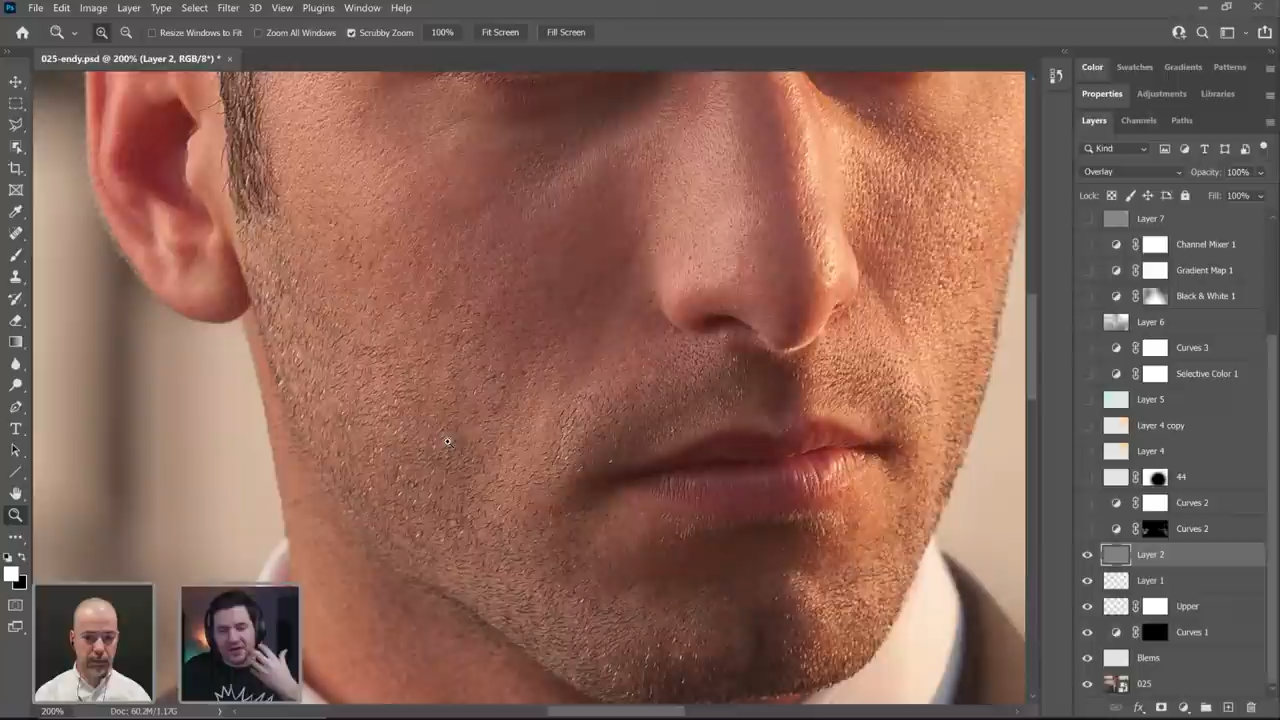 Ps File Edit Image Layer Type Select Filter 3D View Plugins Window Help
Resize Windows to Fit Zoom All Windows Scrubby Zoom 100% Fit Screen Fill Screen
025-endy.psd @ 200% (Layer 2, RGB/8*) * ×
Color Swatches Gradients Patterns
Properties Adjustments Libraries
Layers Channels Paths
Kind
Overlay Opacity: 100%
Lock: Fill: 100%
Layer 7
Channel Mixer 1
Gradient Map 1
Black & White 1
Layer 6
Curves 3
Selective Color 1
Layer 5
Layer 4 copy
Layer 4
44
Curves 2
Curves 2
Layer 2
Layer 1
Upper
Curves 1
Blems
025
200% Doc: 60.2M/1.17G